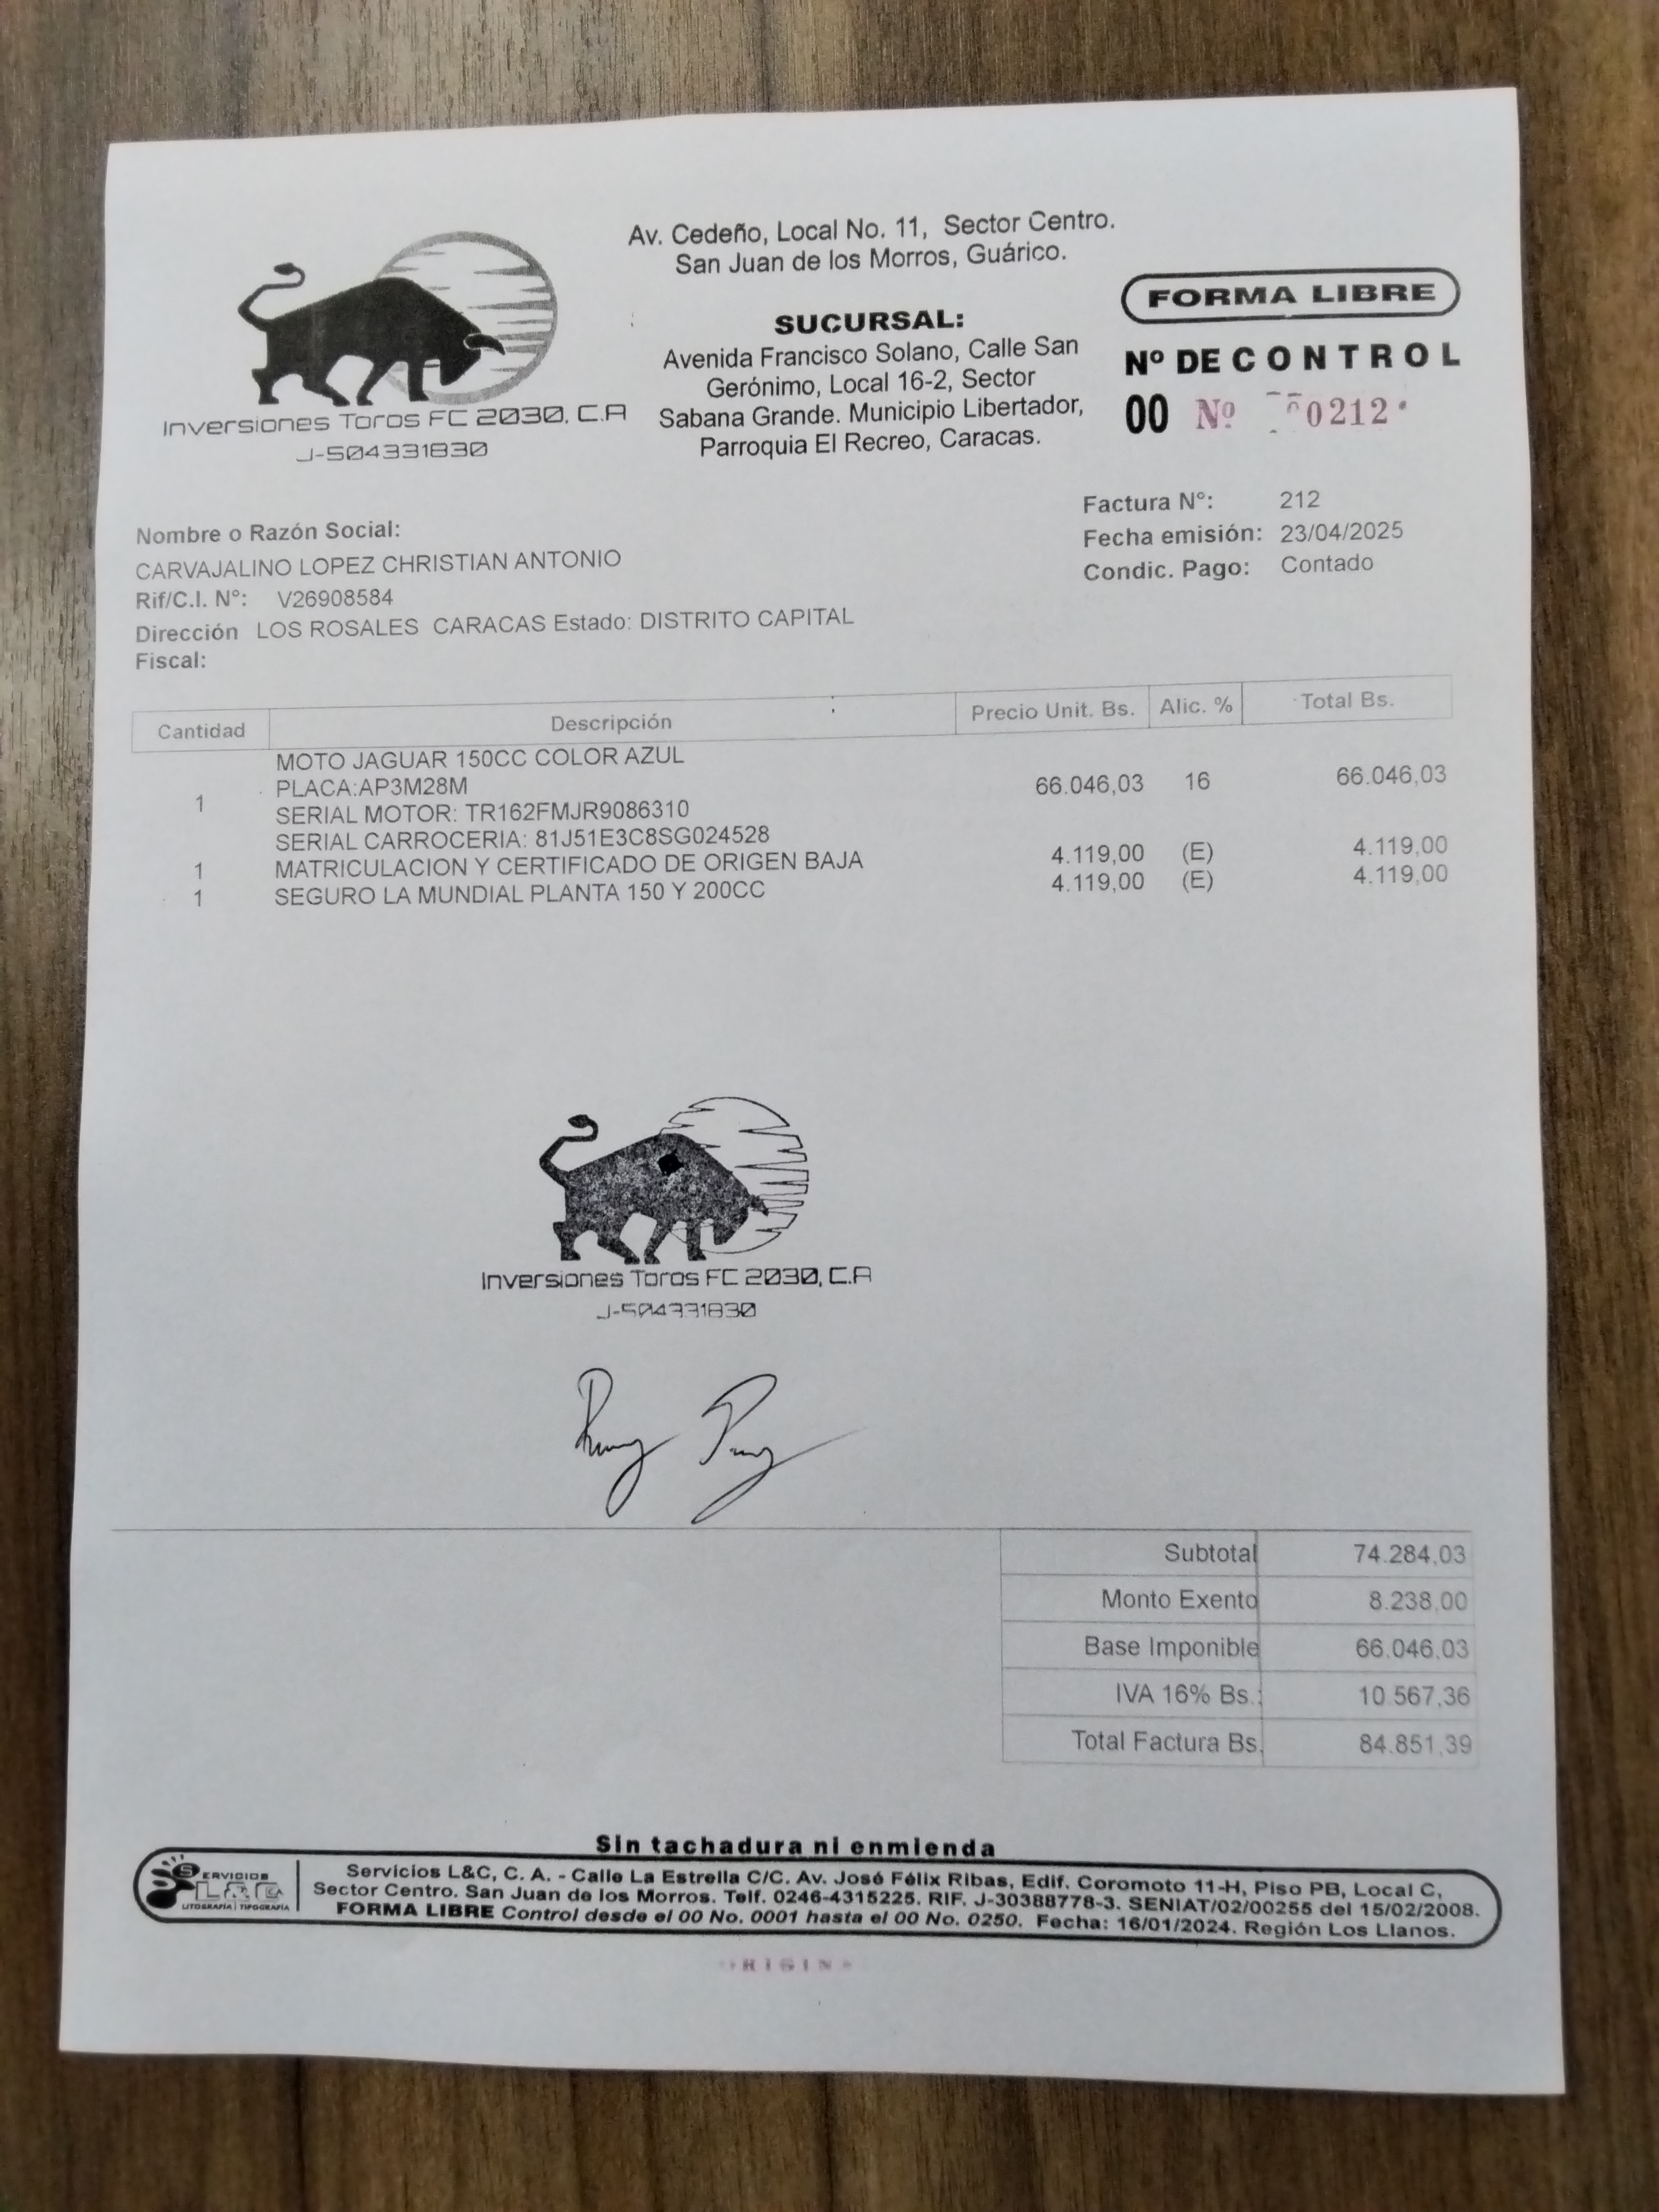 Av. Cedeño, Local No. 11, Sector Centro.
San Juan de los Morros, Guárico.
SUCURSAL:
Avenida Francisco Solano, Calle San
Gerónimo, Local 16-2, Sector
Sabana Grande. Municipio Libertador,
Parroquia El Recreo, Caracas.
Inversiones Toros FC 2030, C.A
J-504331830
FORMA LIBRE
Nº DE CONTROL
00 Nº 0212
Factura N°: 212
Fecha emisión: 23/04/2025
Condic. Pago: Contado
Nombre o Razón Social:
CARVAJALINO LOPEZ CHRISTIAN ANTONIO
Rif/C.I. N°: V26908584
Dirección LOS ROSALES CARACAS Estado: DISTRITO CAPITAL
Fiscal:
Cantidad Descripción Precio Unit. Bs. Alic. % Total Bs.
MOTO JAGUAR 150CC COLOR AZUL
PLACA:AP3M28M
1 66.046,03 16 66.046,03
SERIAL MOTOR: TR162FMJR9086310
SERIAL CARROCERIA: 81J51E3C8SG024528
1 MATRICULACION Y CERTIFICADO DE ORIGEN BAJA 4.119,00 (E) 4.119,00
1 SEGURO LA MUNDIAL PLANTA 150 Y 200CC 4.119,00 (E) 4.119,00
Inversiones Toros FC 2030, C.A
J-504331830
Subtotal 74.284,03
Monto Exento 8.238,00
Base Imponible 66.046,03
IVA 16% Bs.: 10.567,36
Total Factura Bs. 84.851,39
Sin tachadura ni enmienda
SERVICIOS
L&C CA
LITOGRAFÍA | TIPOGRAFÍA
Servicios L&C, C. A. - Calle La Estrella C/C. Av. José Félix Ribas, Edif. Coromoto 11-H, Piso PB, Local C,
Sector Centro. San Juan de los Morros. Telf. 0246-4315225. RIF. J-30388778-3. SENIAT/02/00255 del 15/02/2008.
FORMA LIBRE Control desde el 00 No. 0001 hasta el 00 No. 0250. Fecha: 16/01/2024. Región Los Llanos.